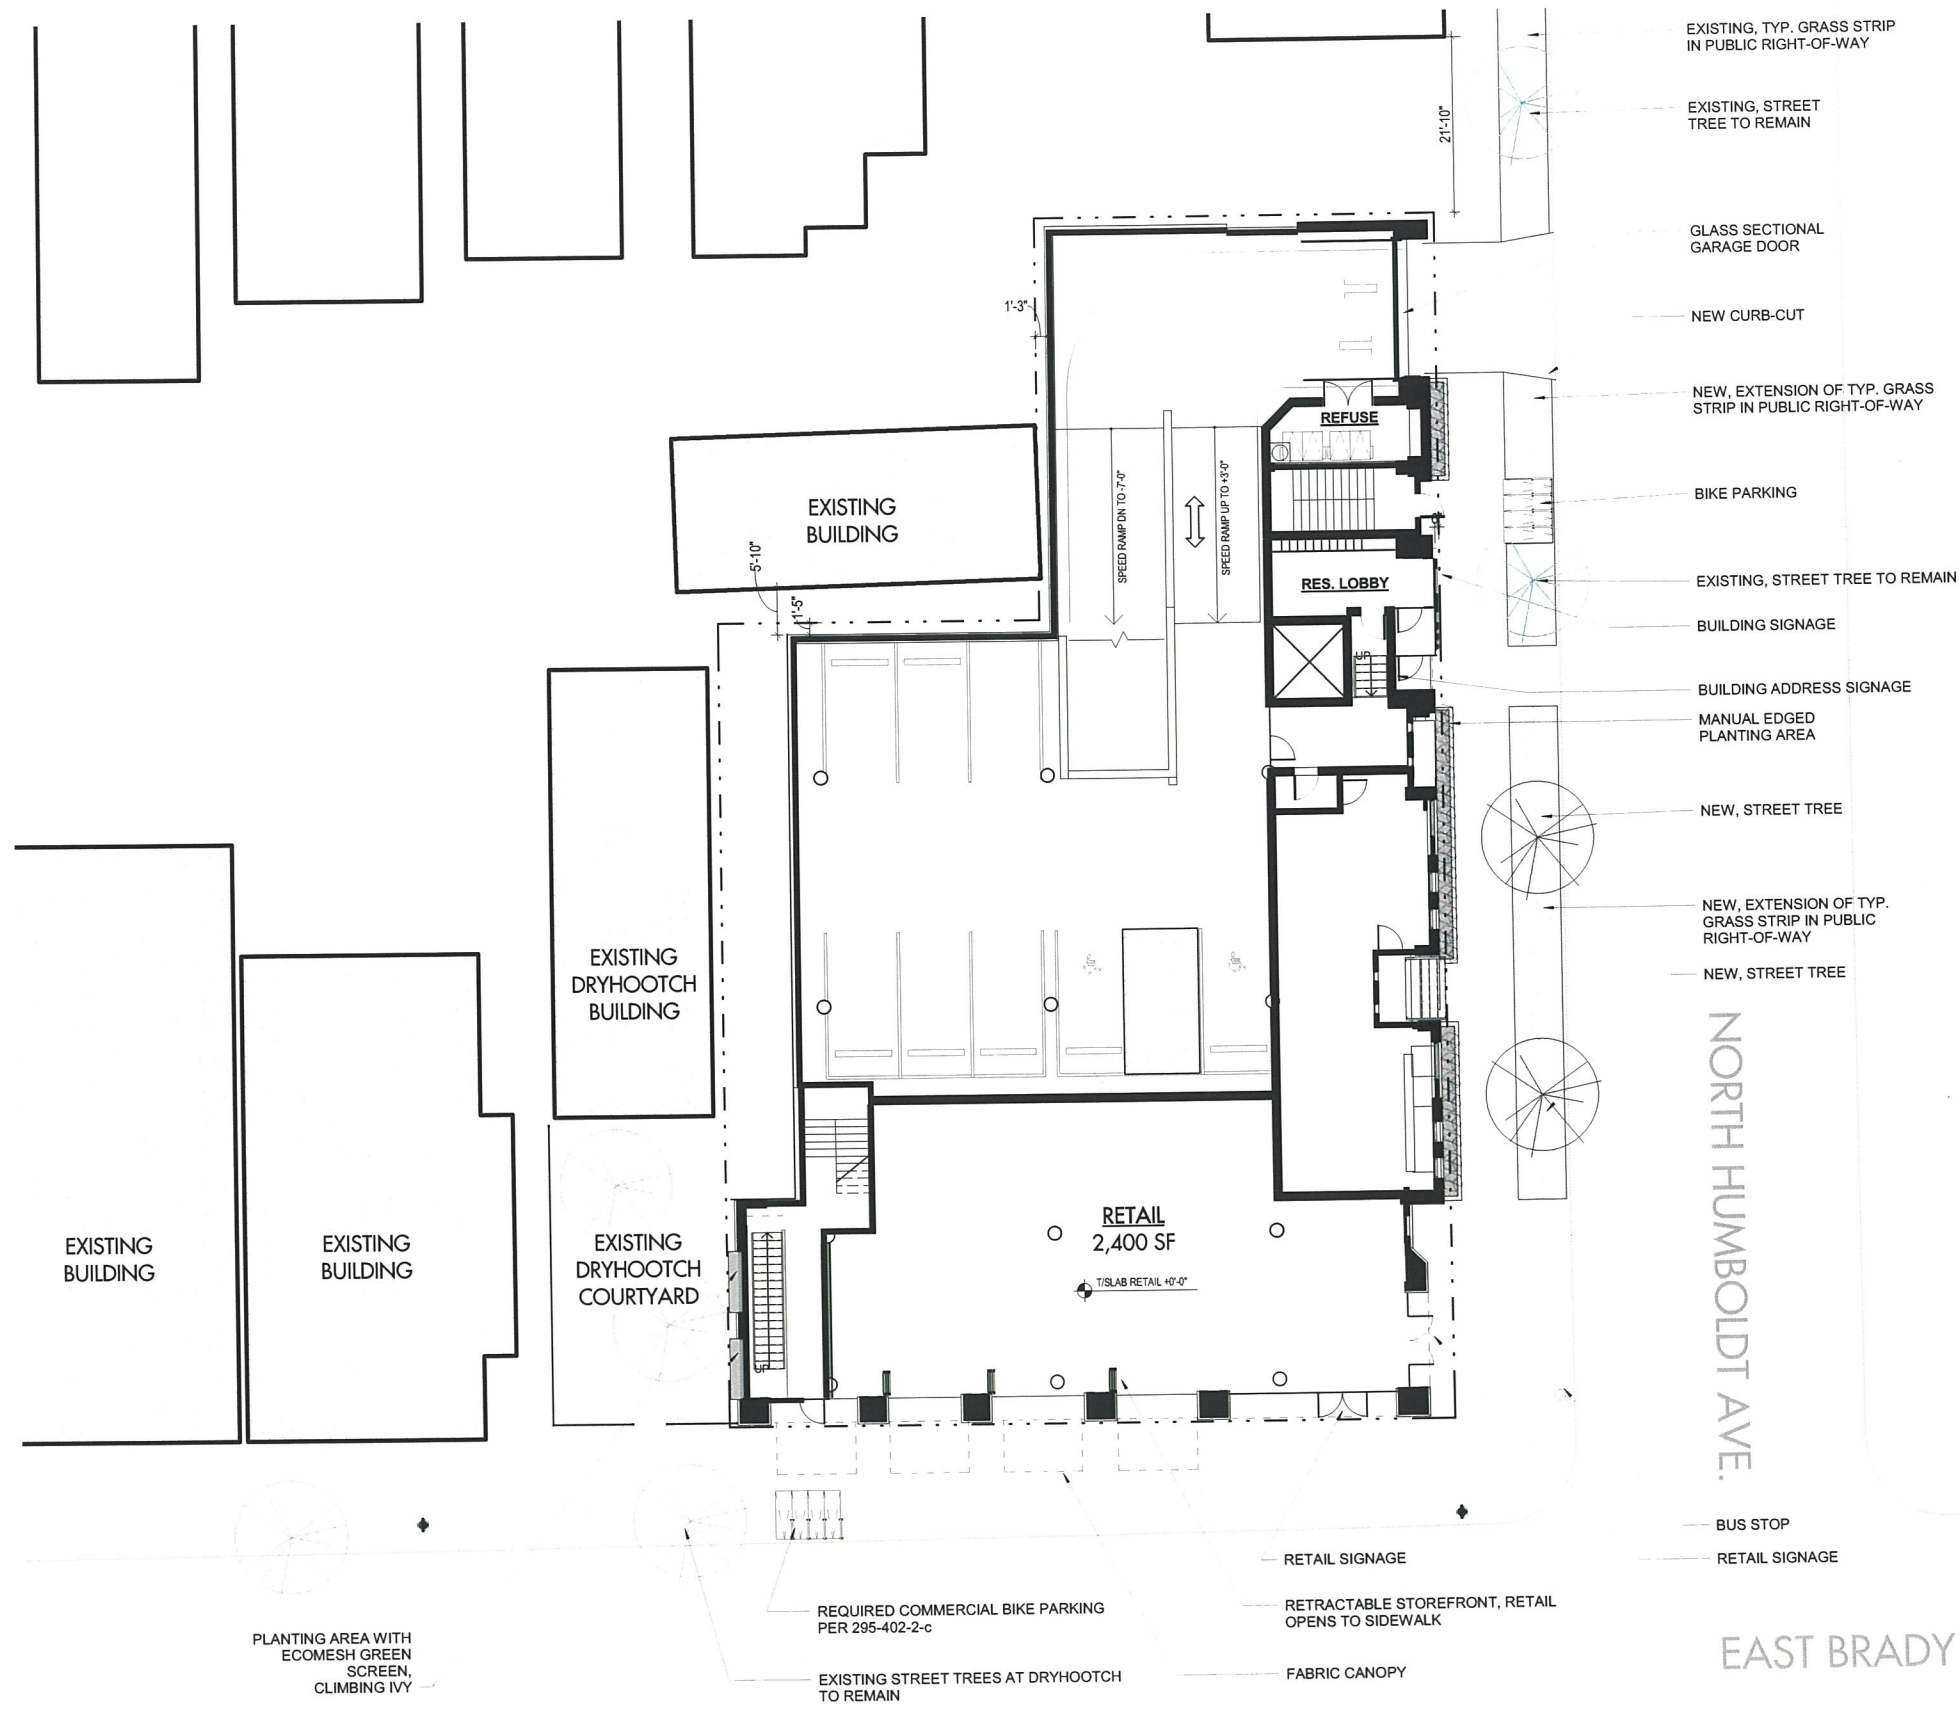 EXISTING, TYP. GRASS STRIP
IN PUBLIC RIGHT-OF-WAY
EXISTING, STREET
TREE TO REMAIN
21'-10"
GLASS SECTIONAL
GARAGE DOOR
1'-3"
NEW CURB-CUT
NEW, EXTENSION OF TYP. GRASS
STRIP IN PUBLIC RIGHT-OF-WAY
REFUSE
EXISTING
BUILDING
SPEED RAMP DN TO -7'-0"
SPEED RAMP UP TO +3'-0"
BIKE PARKING
5'-10"
1'-5"
RES. LOBBY
EXISTING, STREET TREE TO REMAIN
BUILDING SIGNAGE
UP
BUILDING ADDRESS SIGNAGE
MANUAL EDGED
PLANTING AREA
NEW, STREET TREE
NEW, EXTENSION OF TYP.
GRASS STRIP IN PUBLIC
RIGHT-OF-WAY
NEW, STREET TREE
EXISTING
DRYHOOTCH
BUILDING
NORTH HUMBOLDT AVE.
EXISTING
BUILDING
EXISTING
BUILDING
EXISTING
DRYHOOTCH
COURTYARD
RETAIL
2,400 SF
T/SLAB RETAIL +0'-0"
UP
BUS STOP
RETAIL SIGNAGE
RETAIL SIGNAGE
REQUIRED COMMERCIAL BIKE PARKING
PER 295-402-2-c
RETRACTABLE STOREFRONT, RETAIL
OPENS TO SIDEWALK
PLANTING AREA WITH
ECOMESH GREEN
SCREEN,
CLIMBING IVY
EXISTING STREET TREES AT DRYHOOTCH
TO REMAIN
FABRIC CANOPY
EAST BRADY